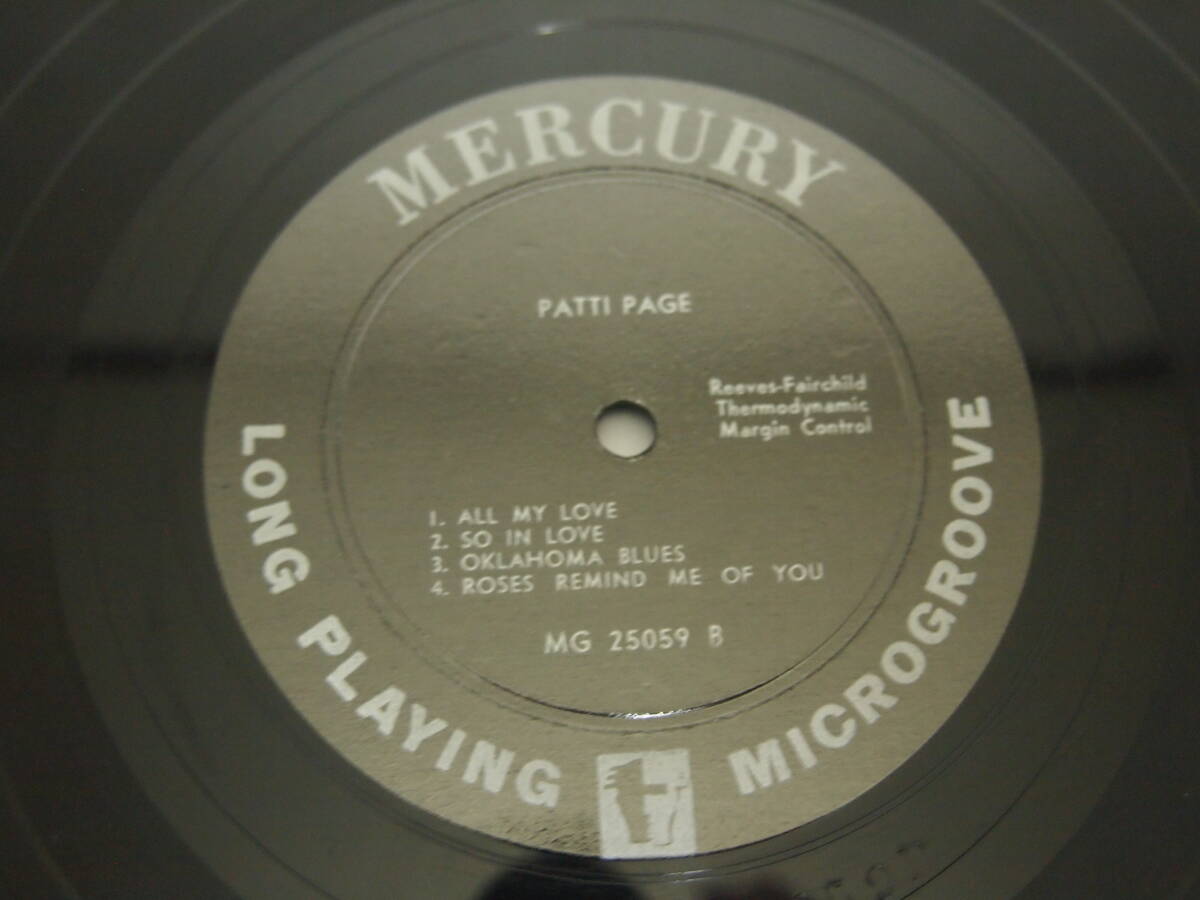 MERCURY
PATTI PAGE
Reeves-Fairchild
Thermodynamic
Margin Control
1. ALL MY LOVE
2. SO IN LOVE
3. OKLAHOMA BLUES
4. ROSES REMIND ME OF YOU
MG 25059 B
LONG PLAYING MICROGROOVE